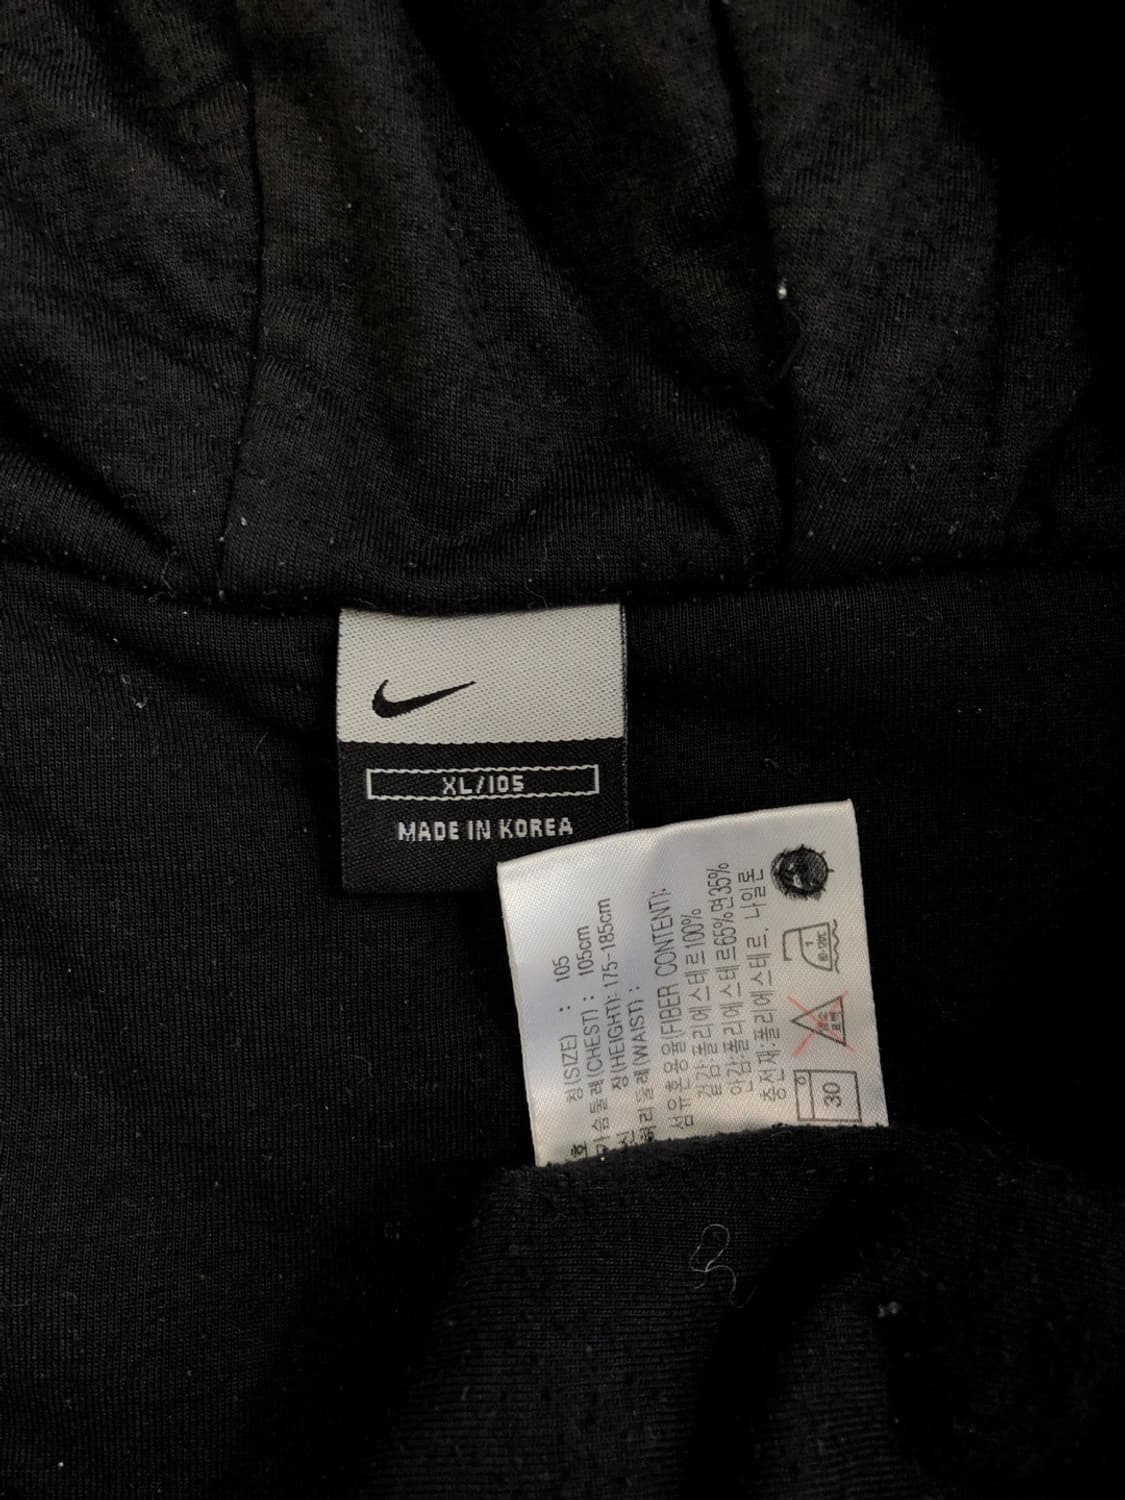 XL/105
MADE IN KOREA
호 칭(SIZE) : 105
가슴둘레(CHEST) : 105cm
신 장(HEIGHT): 175-185cm
허리둘레(WAIST) :
섬유혼용율(FIBER CONTENT):
겉감:폴리에스테르100%
안감:폴리에스테르65%면35%
충전재:폴리에스테르, 나일론
1
30